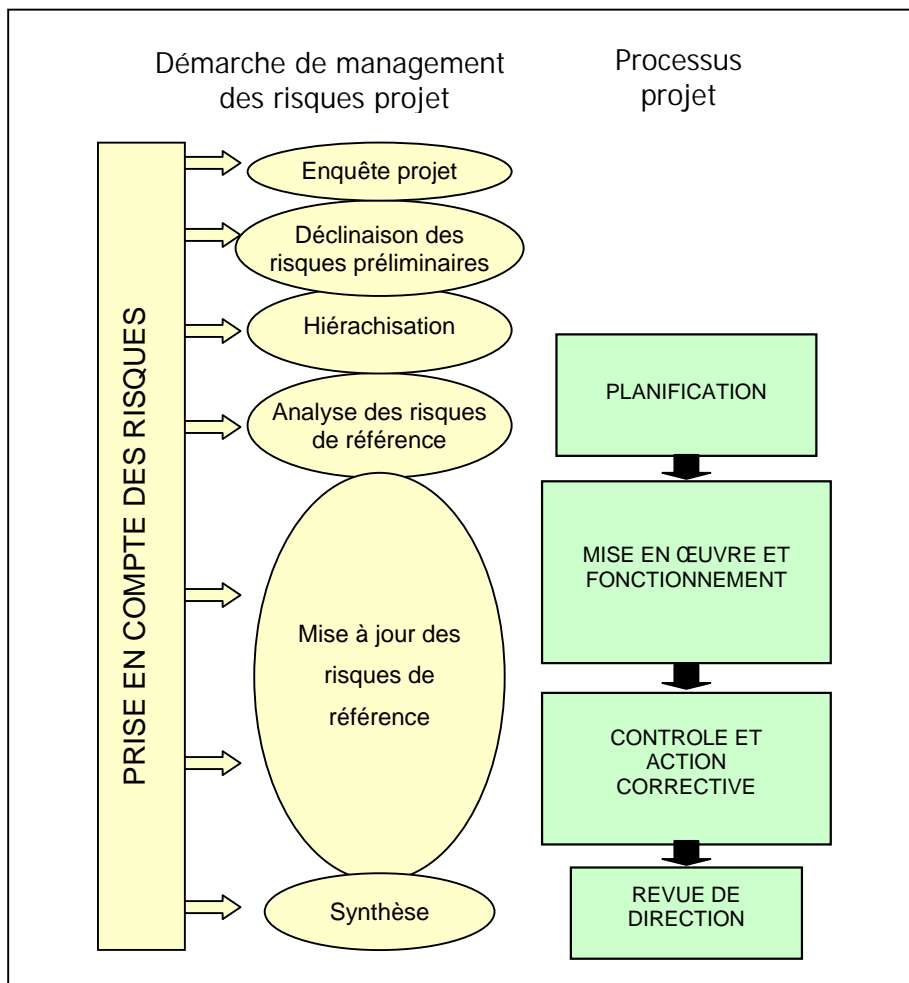 Démarche de management
des risques projet
Processus
projet
PRISE EN COMPTE DES RISQUES
Enquête projet
Déclinaison des
risques préliminaires
Hiérachisation
Analyse des risques
de référence
Mise à jour des
risques de
référence
Synthèse
PLANIFICATION
MISE EN ŒUVRE ET
FONCTIONNEMENT
CONTROLE ET
ACTION
CORRECTIVE
REVUE DE
DIRECTION